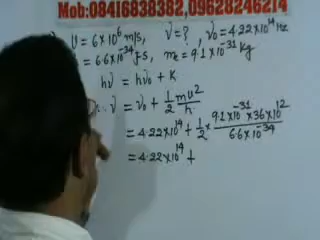 Mob: 08416838382, 09628246214
υ = 6×10⁶ m/s, ν = ?, ν₀ = 4.22×10¹⁴ Hz
= 6.6×10⁻³⁴ JS, mₑ = 9.1×10⁻³¹ kg
hν = hν₀ + K
∴ ν = ν₀ + 1/2 mυ²/h
= 4.22×10¹⁴ + 1/2 × 9.1×10⁻³¹×36×10¹²/6.6×10⁻³⁴
= 4.22×10¹⁴ +